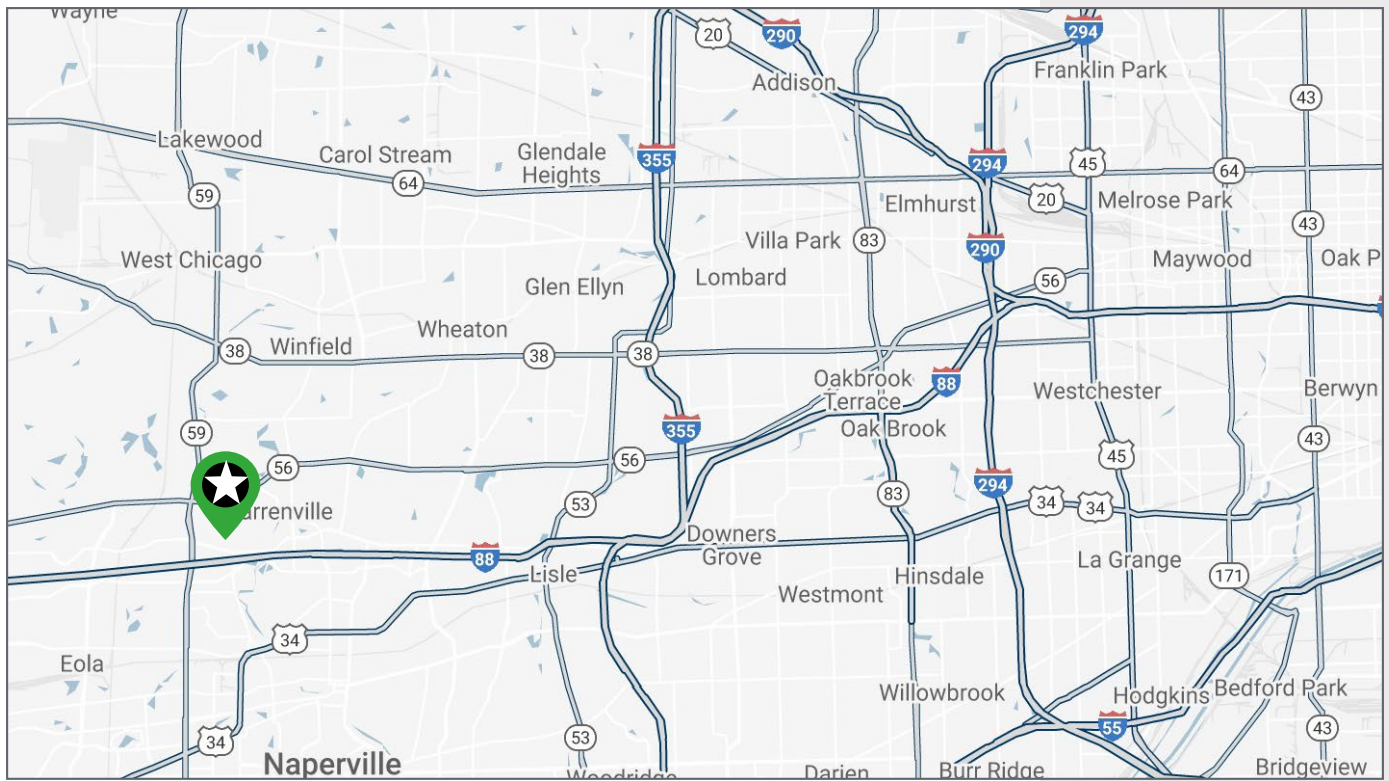 Wayne
20
290
294
Addison
Franklin Park
43
Lakewood
Carol Stream
Glendale
Heights
355
294
45
64
64
59
20
Elmhurst
Melrose Park
43
Villa Park
83
290
West Chicago
Maywood
Oak P
Glen Ellyn
Lombard
56
Wheaton
38
Winfield
38
38
Oakbrook
Terrace
88
Westchester
Berwyn
59
355
Oak Brook
43
56
56
45
294
83
53
34
34
arrenville
Downers
Grove
88
Lisle
La Grange
Hinsdale
171
Westmont
34
Eola
Willowbrook
Hodgkins
Bedford Park
55
43
34
53
Naperville
Woodridge
Darien
Burr Ridge
Bridgeview